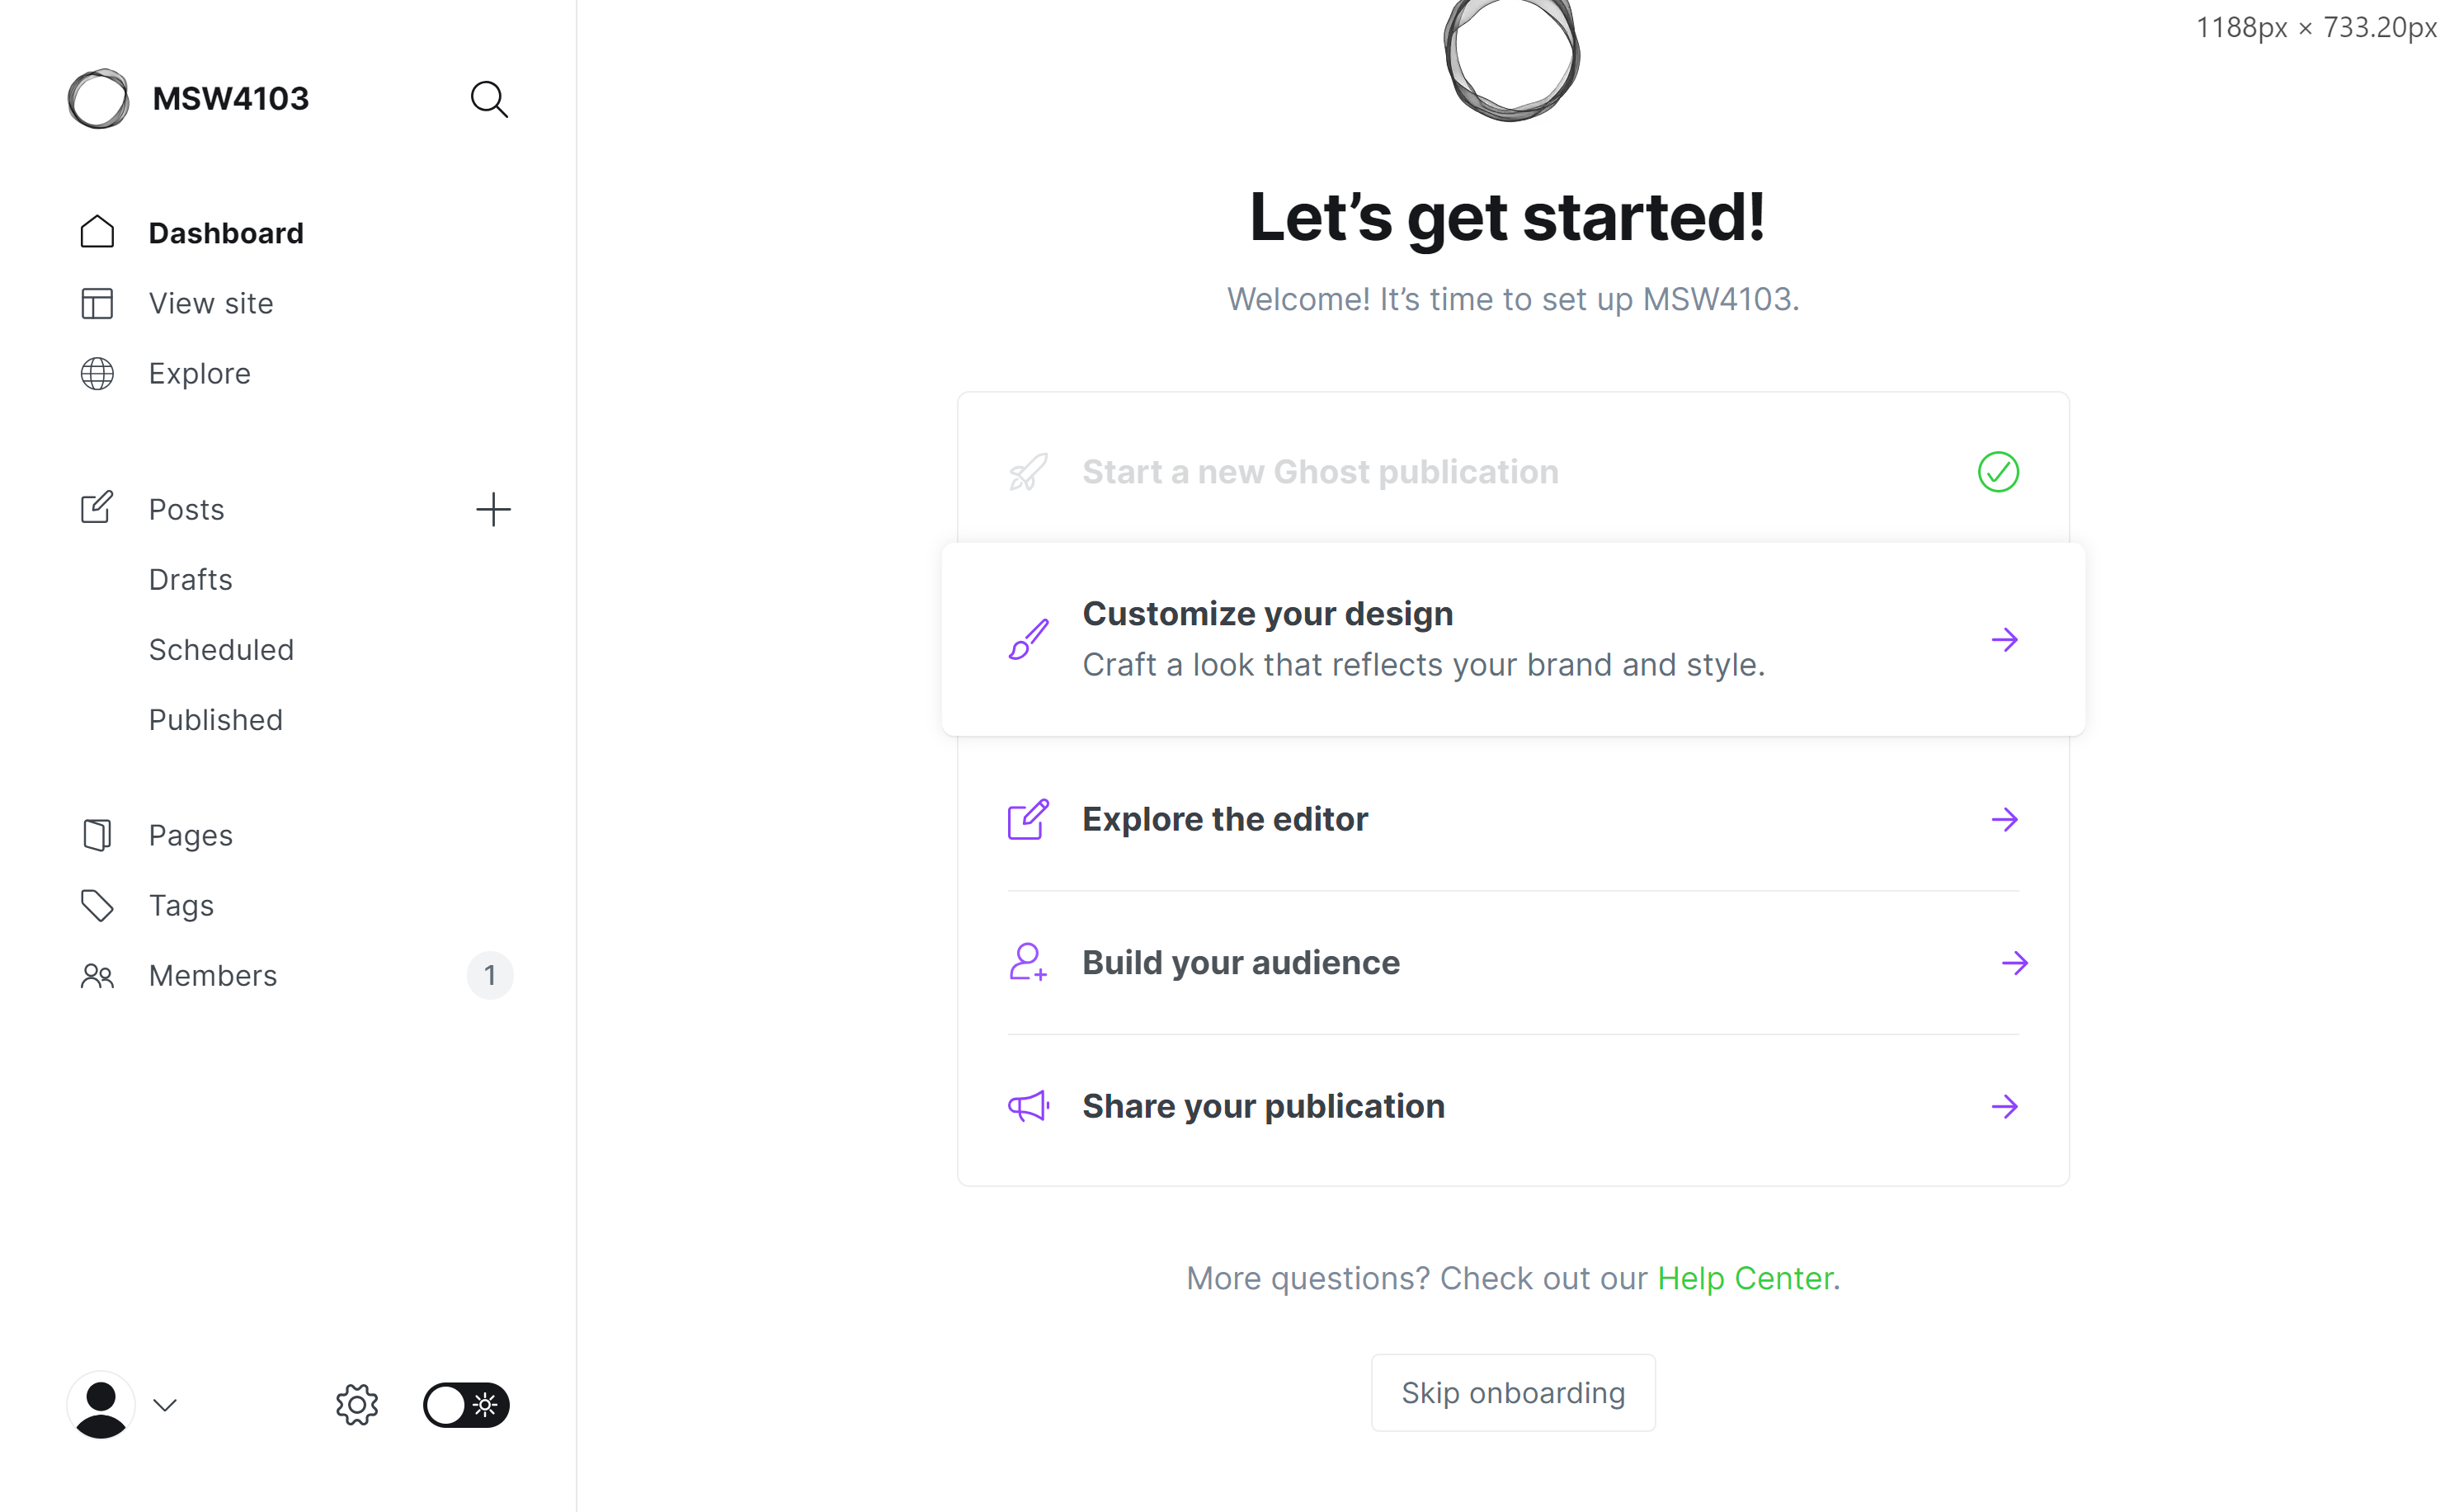 1188px × 733.20px
MSW4103
Dashboard
View site
Explore
Posts
Drafts
Scheduled
Published
Pages
Tags
Members
1
Let’s get started!
Welcome! It’s time to set up MSW4103.
Start a new Ghost publication
Customize your design
Craft a look that reflects your brand and style.
Explore the editor
Build your audience
Share your publication
More questions? Check out our Help Center.
Skip onboarding